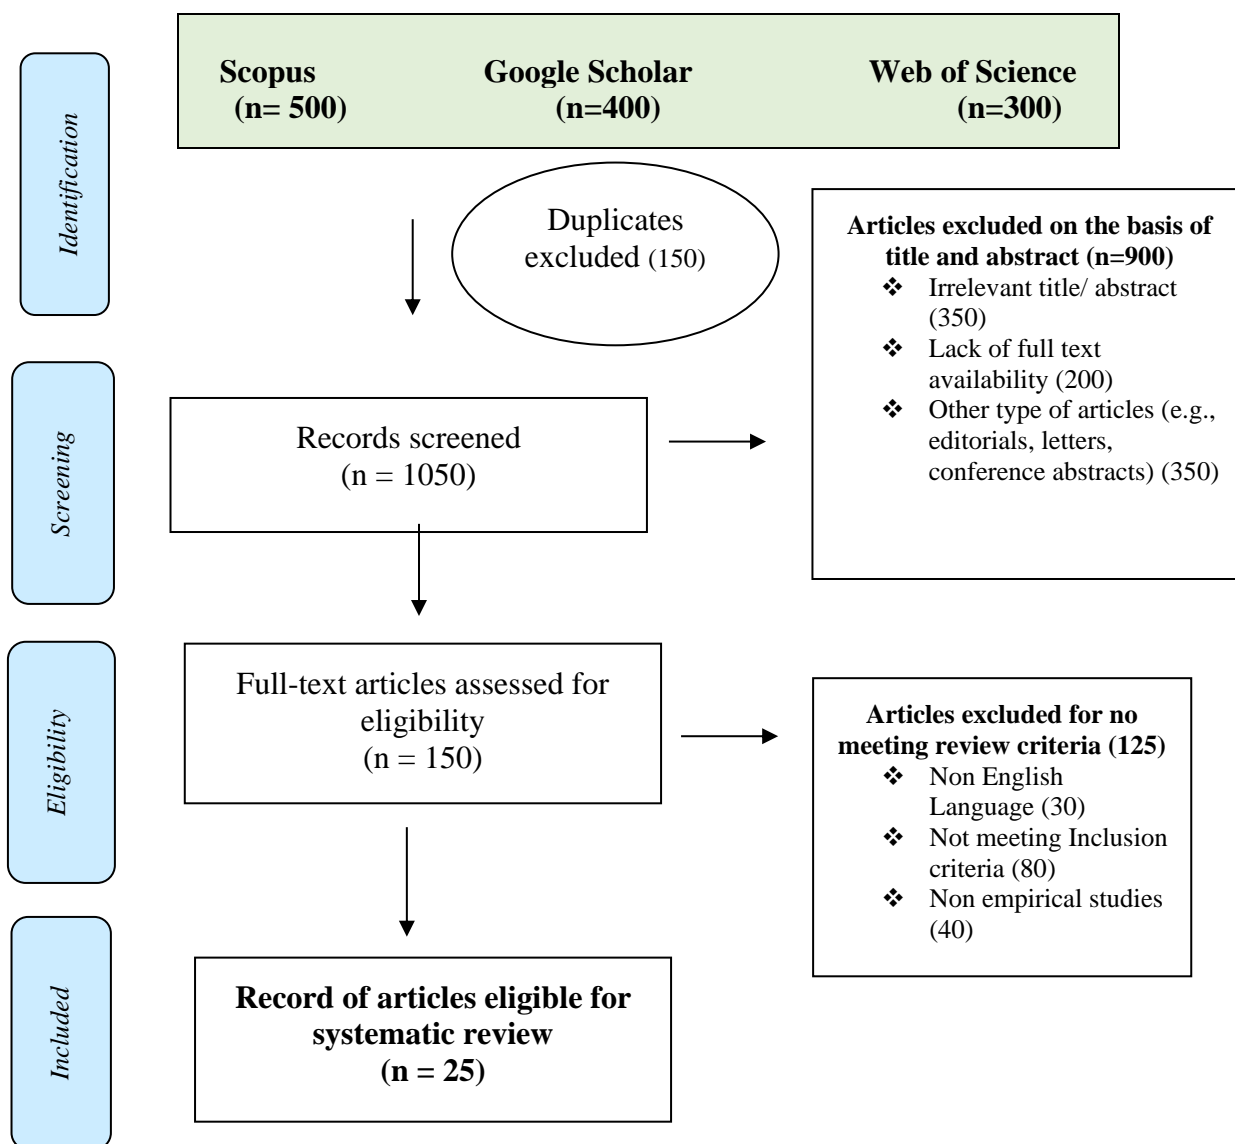 Scopus Google Scholar Web of Science
(n= 500) (n=400) (n=300)
Identification
Duplicates
excluded (150)
Articles excluded on the basis of
title and abstract (n=900)
❖ Irrelevant title/ abstract
(350)
❖ Lack of full text
availability (200)
❖ Other type of articles (e.g.,
editorials, letters,
conference abstracts) (350)
Screening
Records screened
(n = 1050)
Eligibility
Full-text articles assessed for
eligibility
(n = 150)
Articles excluded for no
meeting review criteria (125)
❖ Non English
Language (30)
❖ Not meeting Inclusion
criteria (80)
❖ Non empirical studies
(40)
Included
Record of articles eligible for
systematic review
(n = 25)